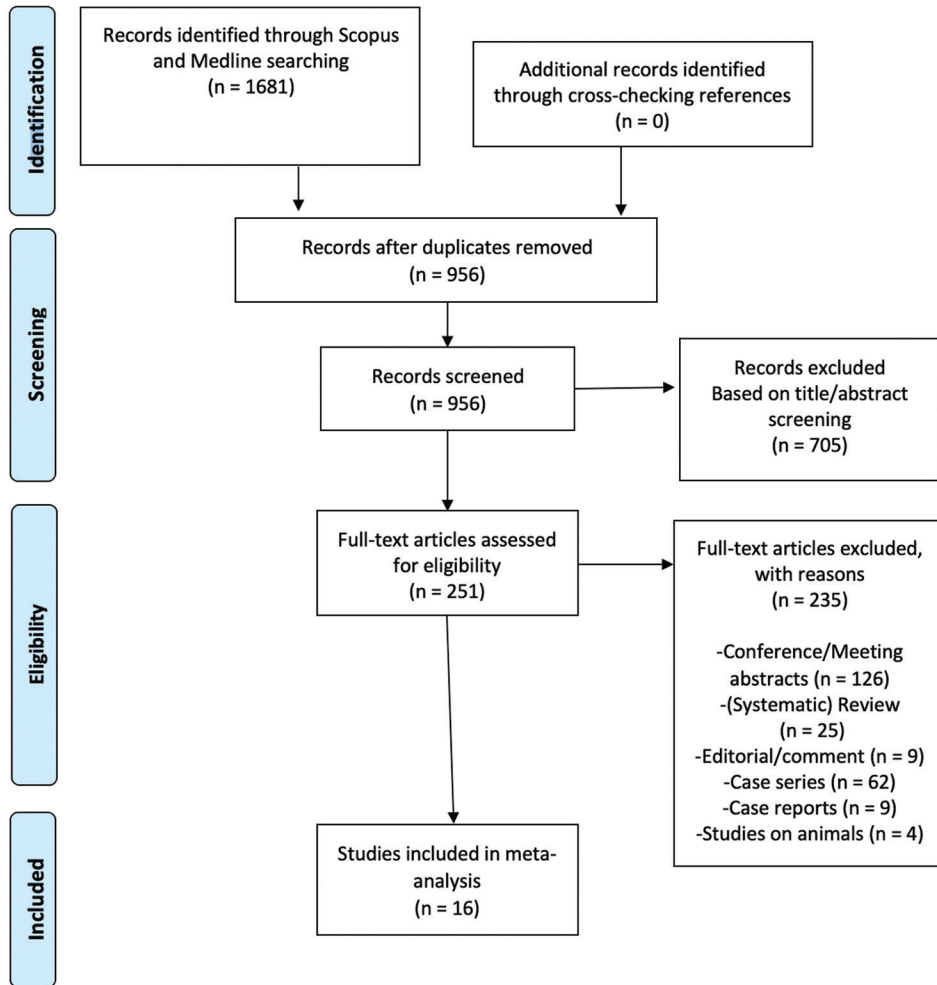 Identification
Records identified through Scopus
and Medline searching
(n = 1681)
Additional records identified
through cross-checking references
(n = 0)
Screening
Records after duplicates removed
(n = 956)
Records screened
(n = 956)
Records excluded
Based on title/abstract
screening
(n = 705)
Eligibility
Full-text articles assessed
for eligibility
(n = 251)
Full-text articles excluded,
with reasons
(n = 235)
-Conference/Meeting
abstracts (n = 126)
-(Systematic) Review
(n = 25)
-Editorial/comment (n = 9)
-Case series (n = 62)
-Case reports (n = 9)
-Studies on animals (n = 4)
Included
Studies included in meta-
analysis
(n = 16)